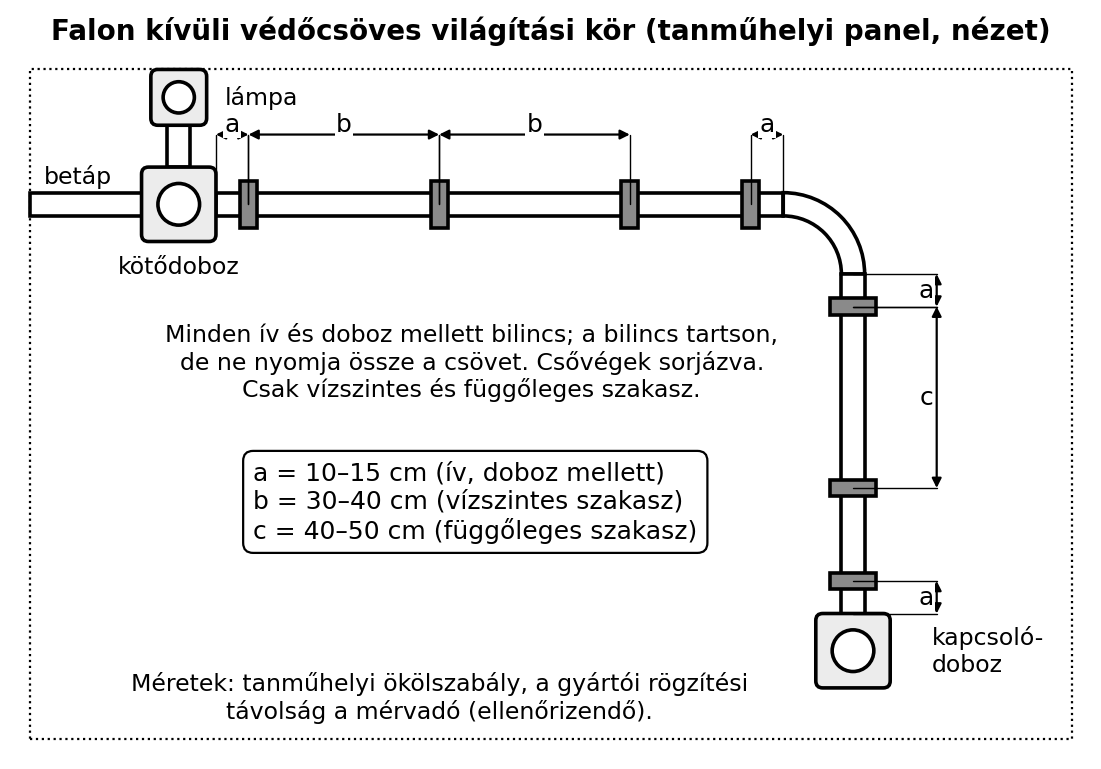 Falon kívüli védőcsöves világítási kör (tanműhelyi panel, nézet)
lámpa
a
b
b
a
betáp
kötődoboz
a
Minden ív és doboz mellett bilincs; a bilincs tartson,
de ne nyomja össze a csövet. Csővégek sorjázva.
Csak vízszintes és függőleges szakasz.
c
a = 10–15 cm (ív, doboz mellett)
b = 30–40 cm (vízszintes szakasz)
c = 40–50 cm (függőleges szakasz)
a
kapcsoló-
doboz
Méretek: tanműhelyi ökölszabály, a gyártói rögzítési
távolság a mérvadó (ellenőrizendő).